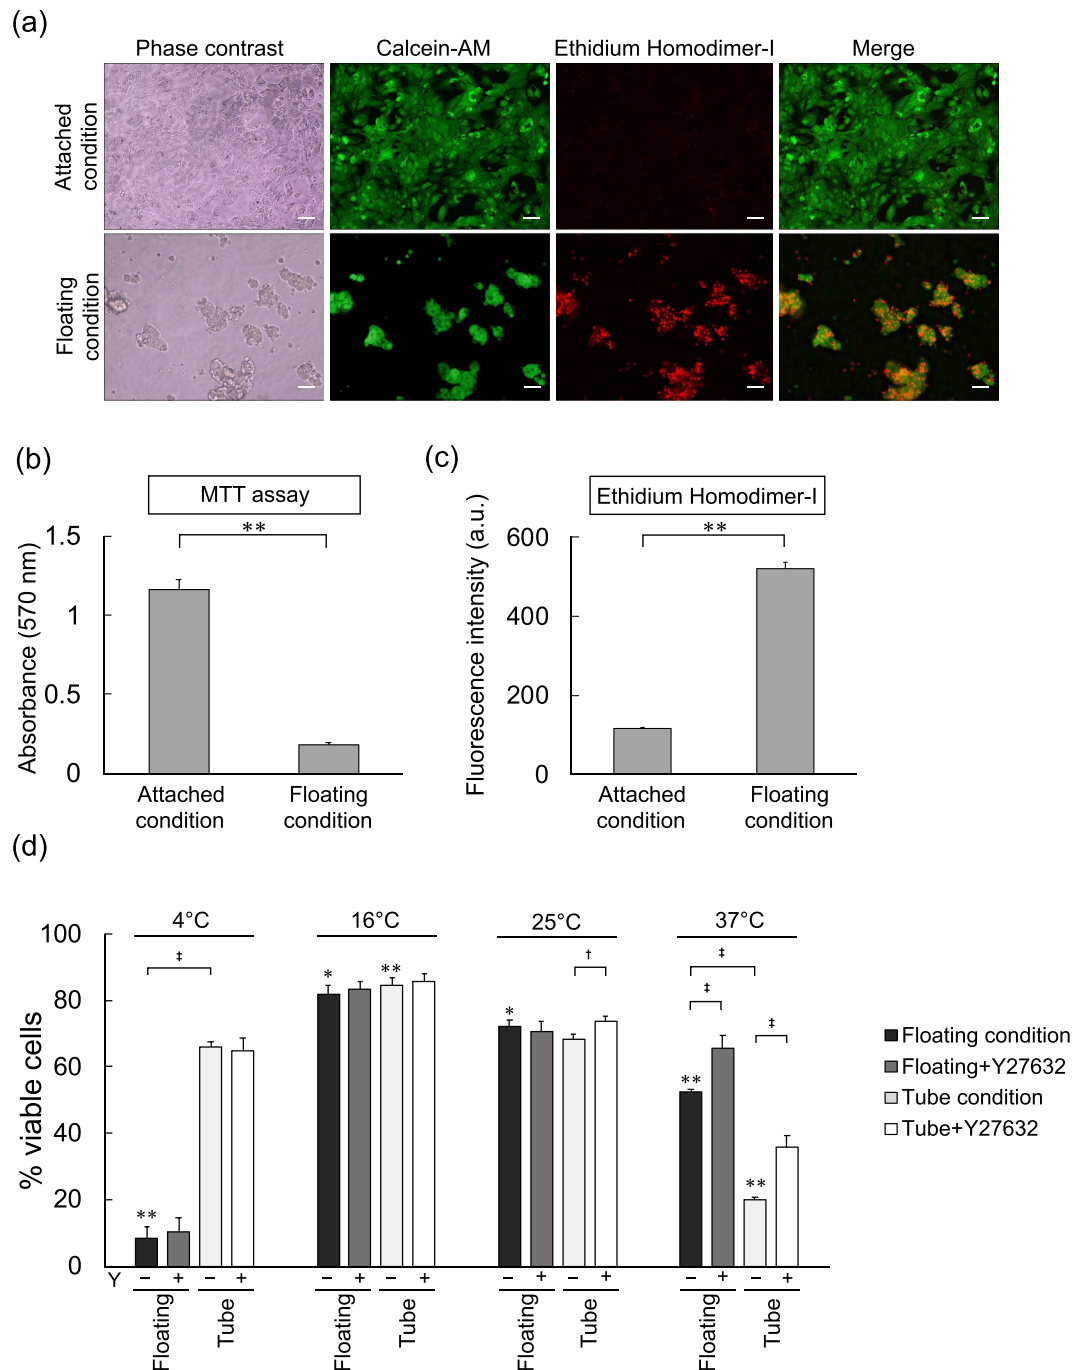 (a)
Phase contrast Calcein-AM Ethidium Homodimer-I Merge
Attached
condition
Floating
condition
(b)
MTT assay
**
Absorbance (570 nm)
1.5
1
0.5
0
Attached
condition
Floating
condition
(c)
Ethidium Homodimer-I
**
Fluorescence intensity (a.u.)
600
400
200
0
Attached
condition
Floating
condition
(d)
% viable cells
100
80
60
40
20
0
4°C 16°C 25°C 37°C
‡ † ‡
‡ ‡
* ** *
** ** **
Y − + − + − + − + − + − + − + − +
Floating Tube Floating Tube Floating Tube Floating Tube
Floating condition
Floating+Y27632
Tube condition
Tube+Y27632